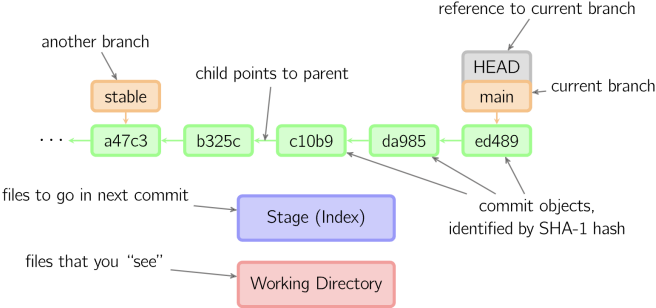 reference to current branch
another branch
HEAD
child points to parent
stable
main
current branch
...
a47c3
b325c
c10b9
da985
ed489
files to go in next commit
Stage (Index)
commit objects,
identified by SHA-1 hash
files that you “see”
Working Directory